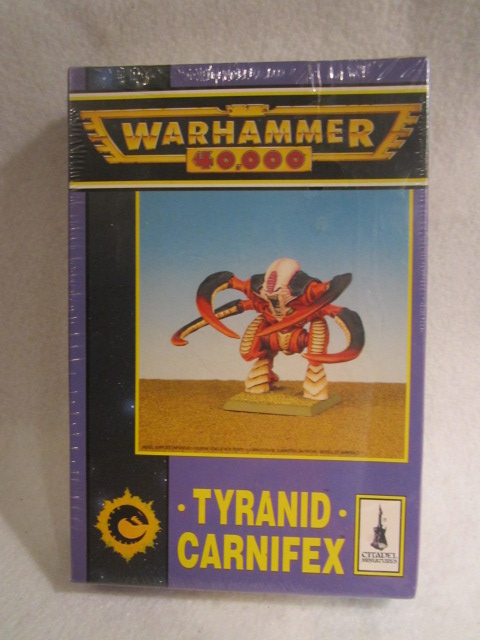 WARHAMMER
40,000
· TYRANID ·
CARNIFEX
CITADEL
MINIATURES